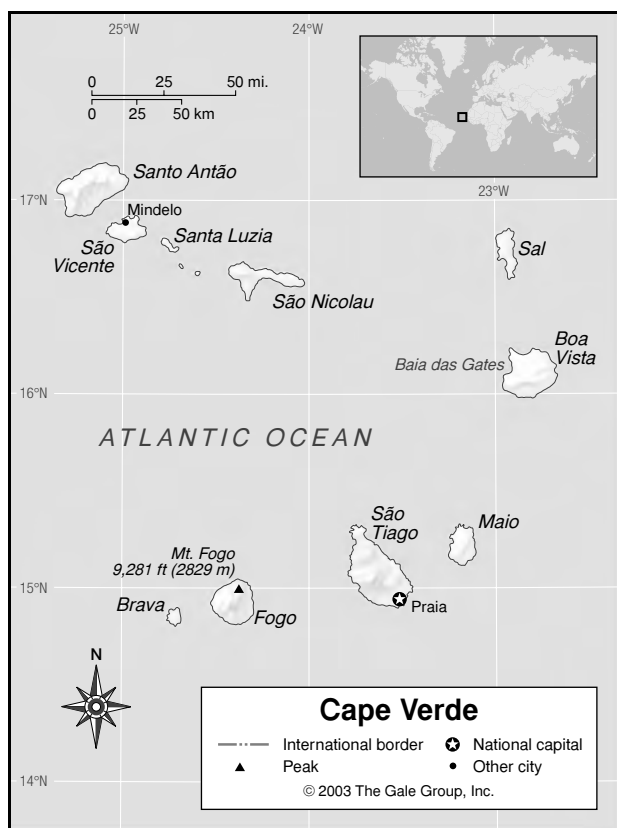 25°W
24°W
0 25 50 mi.
0 25 50 km
23°W
Santo Antão
17°N
Mindelo
São
Vicente
Santa Luzia
São Nicolau
Sal
Boa
Vista
Baia das Gates
16°N
ATLANTIC OCEAN
São
Tiago
Maio
Mt. Fogo
9,281 ft (2829 m)
15°N
Brava
Fogo
Praia
N
14°N
Cape Verde
International border
National capital
Peak
Other city
© 2003 The Gale Group, Inc.